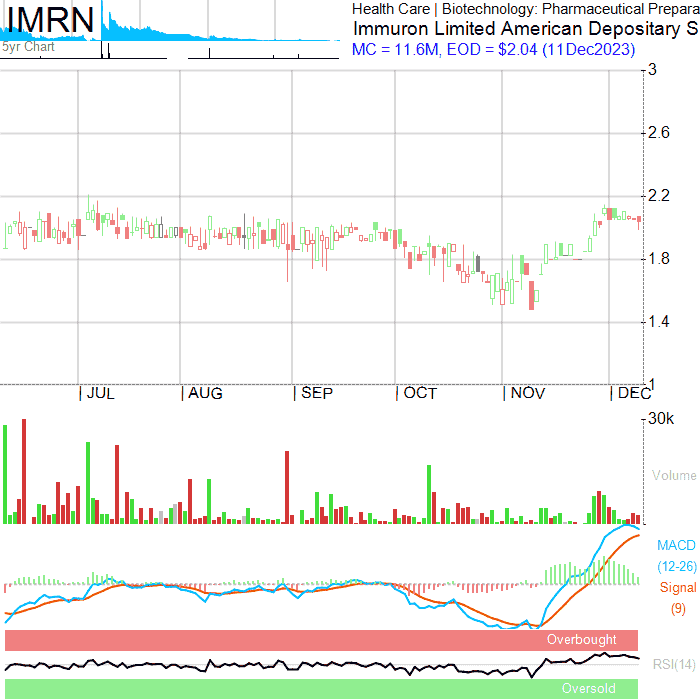 IMRN
5yr Chart
Health Care | Biotechnology: Pharmaceutical Prepara
Immuron Limited American Depositary S
MC = 11.6M, EOD = $2.04 (11Dec2023)
3
2.6
2.2
1.8
1.4
1
| JUL | AUG | SEP | OCT | NOV | DEC
30k
Volume
MACD
(12-26)
Signal
(9)
Overbought
RSI(14)
Oversold